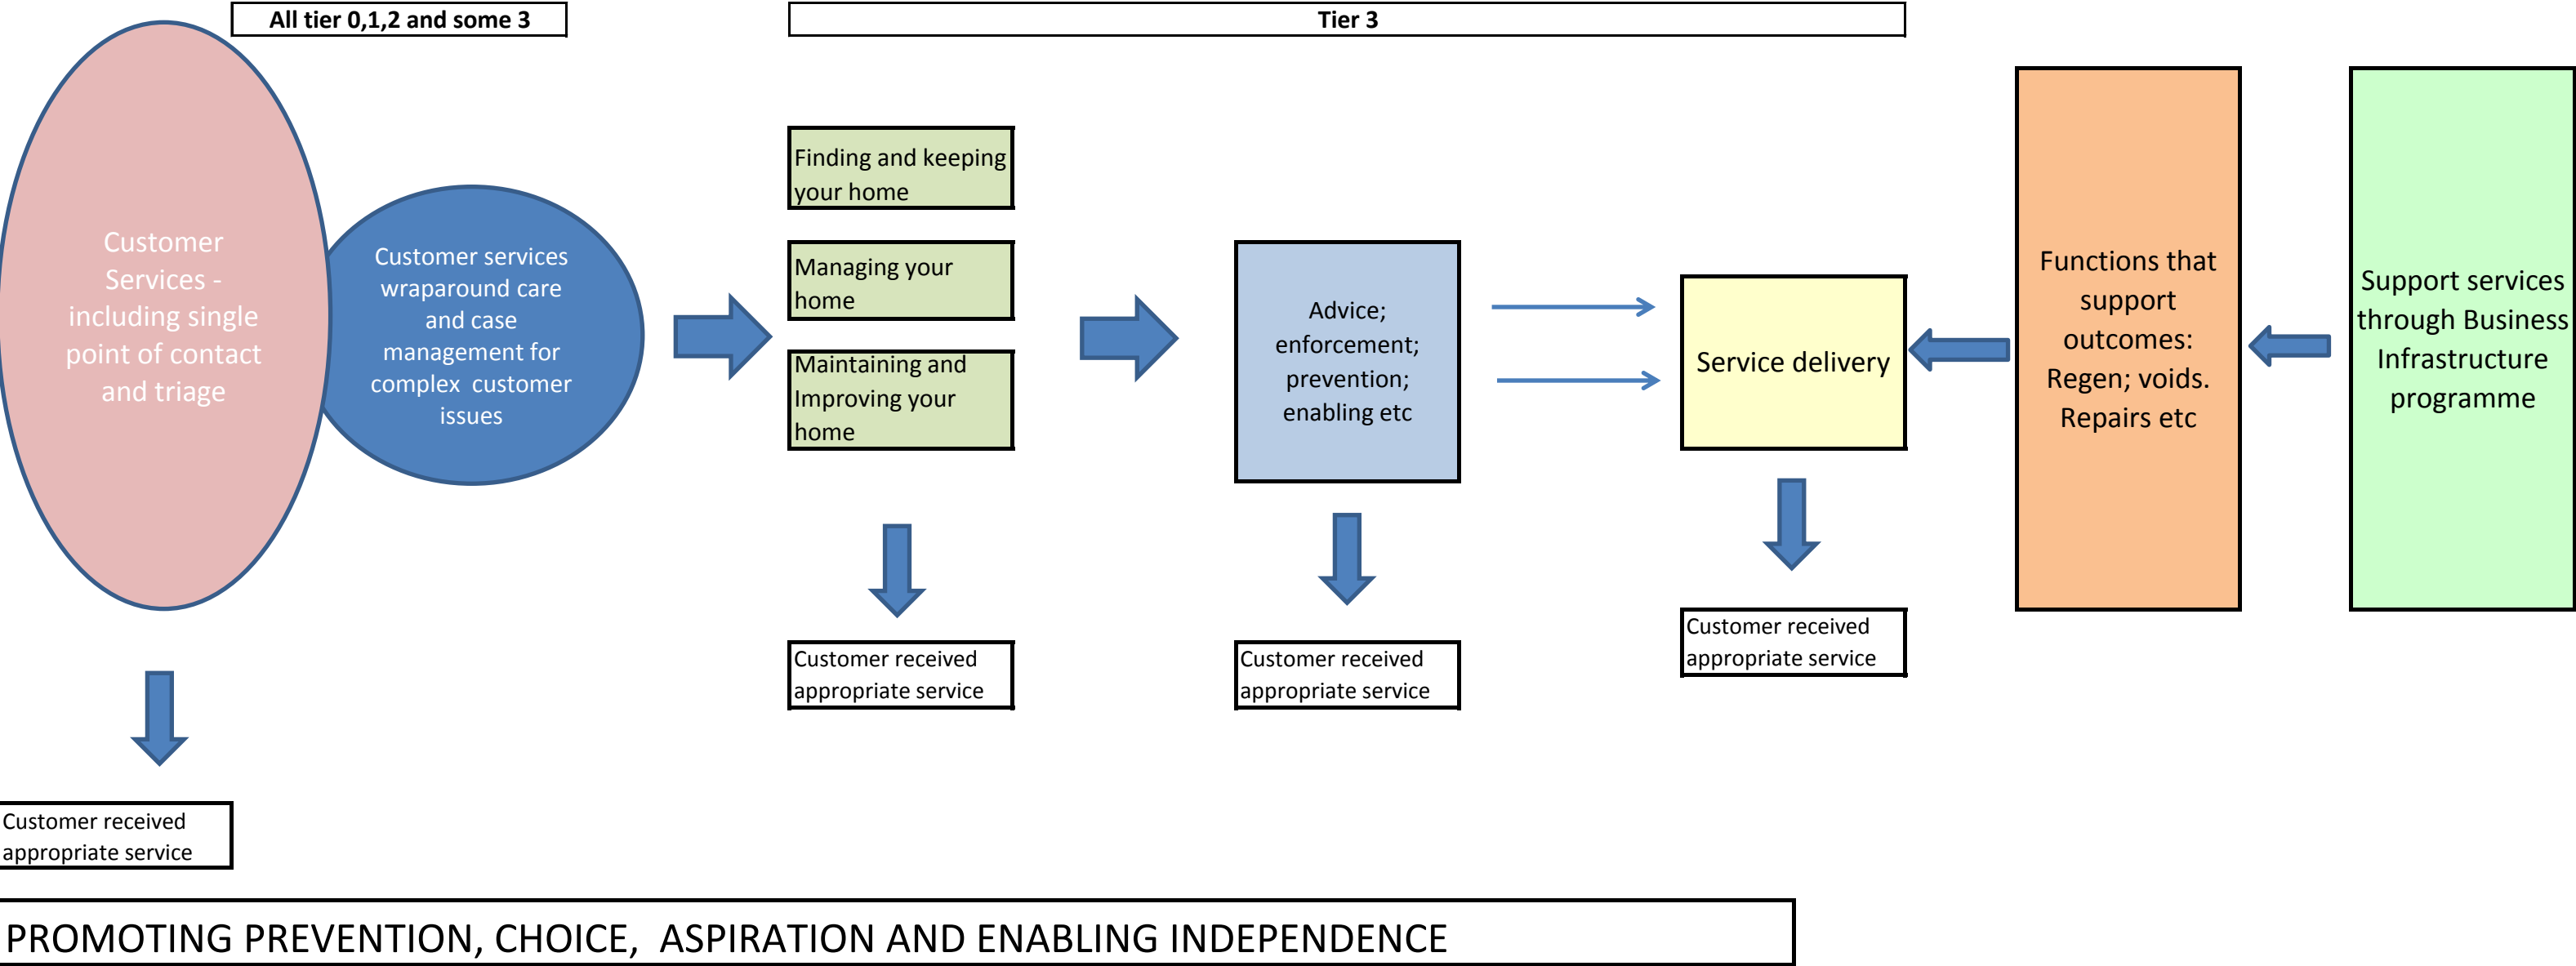 All tier 0,1,2 and some 3
Tier 3
Customer
Services -
including single
point of contact
and triage
Customer services
wraparound care
and case
management for
complex customer
issues
Finding and keeping
your home
Managing your
home
Maintaining and
Improving your
home
Advice;
enforcement;
prevention;
enabling etc
Service delivery
Functions that
support
outcomes:
Regen; voids.
Repairs etc
Support services
through Business
Infrastructure
programme
Customer received
appropriate service
Customer received
appropriate service
Customer received
appropriate service
Customer received
appropriate service
PROMOTING PREVENTION, CHOICE, ASPIRATION AND ENABLING INDEPENDENCE